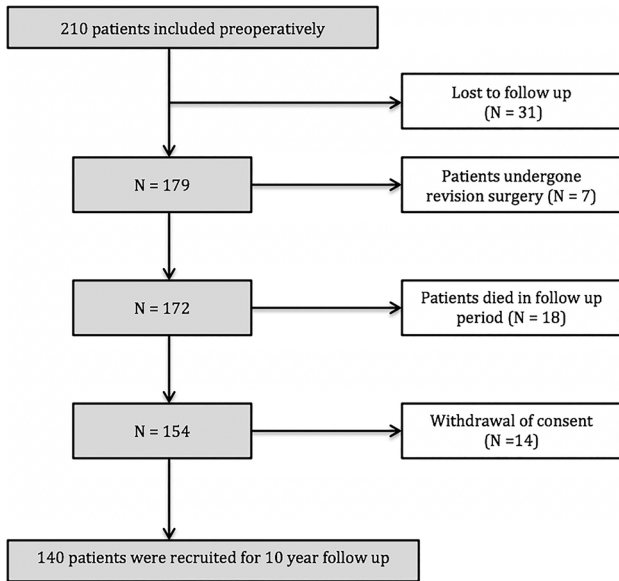 210 patients included preoperatively
Lost to follow up
(N = 31)
N = 179
Patients undergone
revision surgery (N = 7)
N = 172
Patients died in follow up
period (N = 18)
N = 154
Withdrawal of consent
(N =14)
140 patients were recruited for 10 year follow up